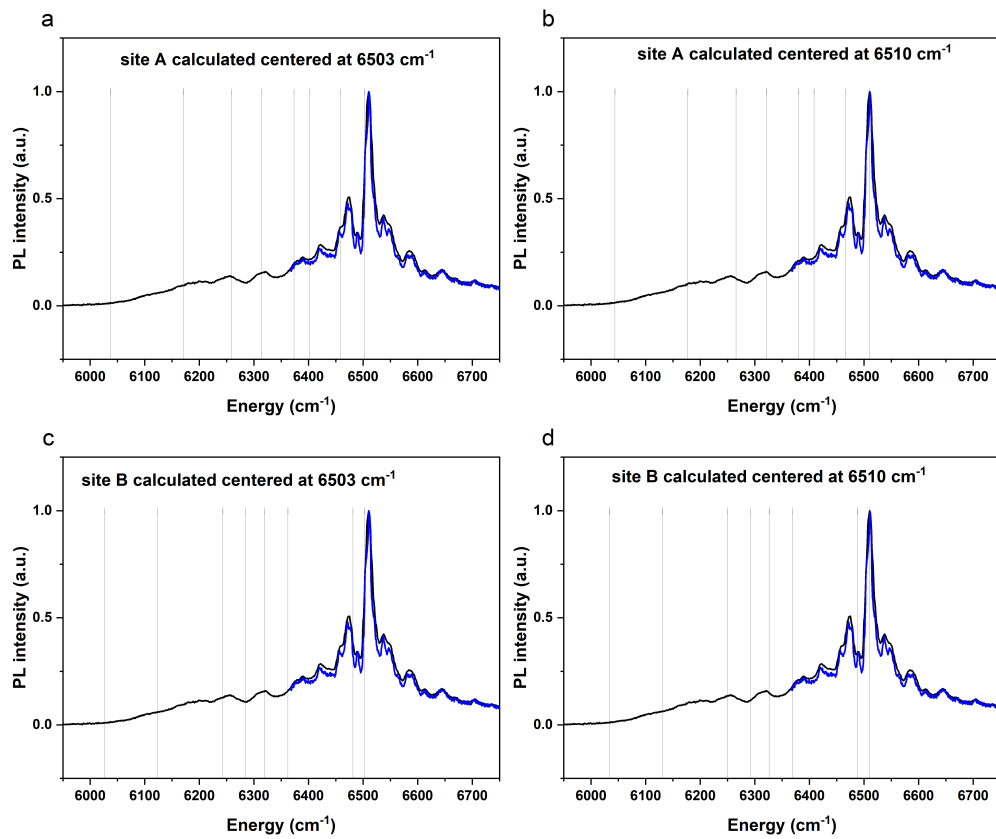 a
site A calculated centered at 6503 cm⁻¹
PL intensity (a.u.)
1.0
0.5
0.0
6000 6100 6200 6300 6400 6500 6600 6700
Energy (cm⁻¹)
b
site A calculated centered at 6510 cm⁻¹
PL intensity (a.u.)
1.0
0.5
0.0
6000 6100 6200 6300 6400 6500 6600 6700
Energy (cm⁻¹)
c
site B calculated centered at 6503 cm⁻¹
PL intensity (a.u.)
1.0
0.5
0.0
6000 6100 6200 6300 6400 6500 6600 6700
Energy (cm⁻¹)
d
site B calculated centered at 6510 cm⁻¹
PL intensity (a.u.)
1.0
0.5
0.0
6000 6100 6200 6300 6400 6500 6600 6700
Energy (cm⁻¹)